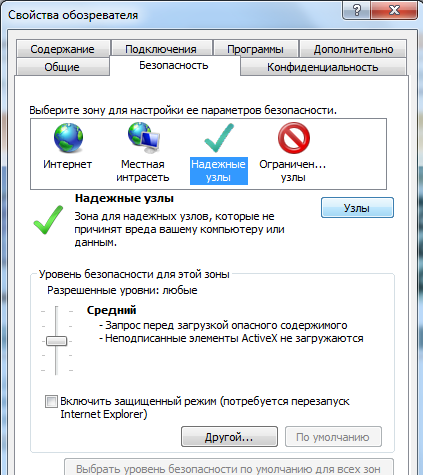 Свойства обозревателя
Содержание Подключения Программы Дополнительно
Общие Безопасность Конфиденциальность
Выберите зону для настройки ее параметров безопасности.
Интернет Местная интрасеть Надежные узлы Ограничен... узлы
Надежные узлы
Узлы
Зона для надежных узлов, которые не
причинят вреда вашему компьютеру или
данным.
Уровень безопасности для этой зоны
Разрешенные уровни: любые
Средний
- Запрос перед загрузкой опасного содержимого
- Неподписанные элементы ActiveX не загружаются
Включить защищенный режим (потребуется перезапуск
Internet Explorer)
Другой... По умолчанию
Выбрать уровень безопасности по умолчанию для всех зон